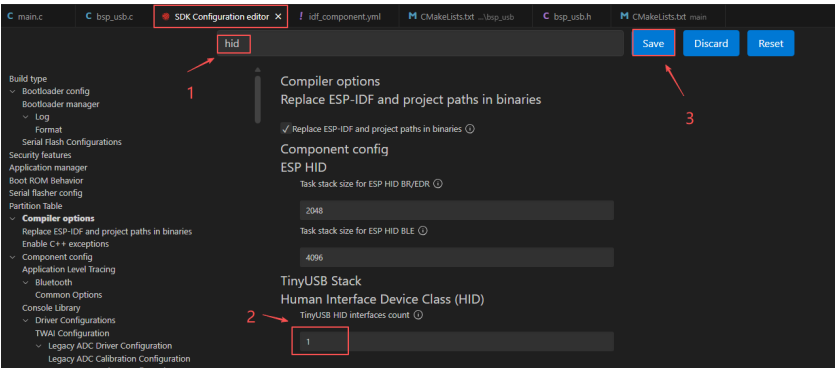 main.c
bsp_usb.c
SDK Configuration editor
idf_component.yml
CMakeLists.txt ...\bsp_usb
bsp_usb.h
CMakeLists.txt main
hid
Save
Discard
Reset
1
3
Build type
Bootloader config
Bootloader manager
Log
Format
Serial Flash Configurations
Security features
Application manager
Boot ROM Behavior
Serial flasher config
Partition Table
Compiler options
Replace ESP-IDF and project paths in binaries
Enable C++ exceptions
Component config
Application Level Tracing
Bluetooth
Common Options
Console Library
Driver Configurations
TWAI Configuration
Legacy ADC Driver Configuration
Legacy ADC Calibration Configuration
Compiler options
Replace ESP-IDF and project paths in binaries
Replace ESP-IDF and project paths in binaries
Component config
ESP HID
Task stack size for ESP HID BR/EDR
2048
Task stack size for ESP HID BLE
4096
TinyUSB Stack
Human Interface Device Class (HID)
TinyUSB HID interfaces count
2
1